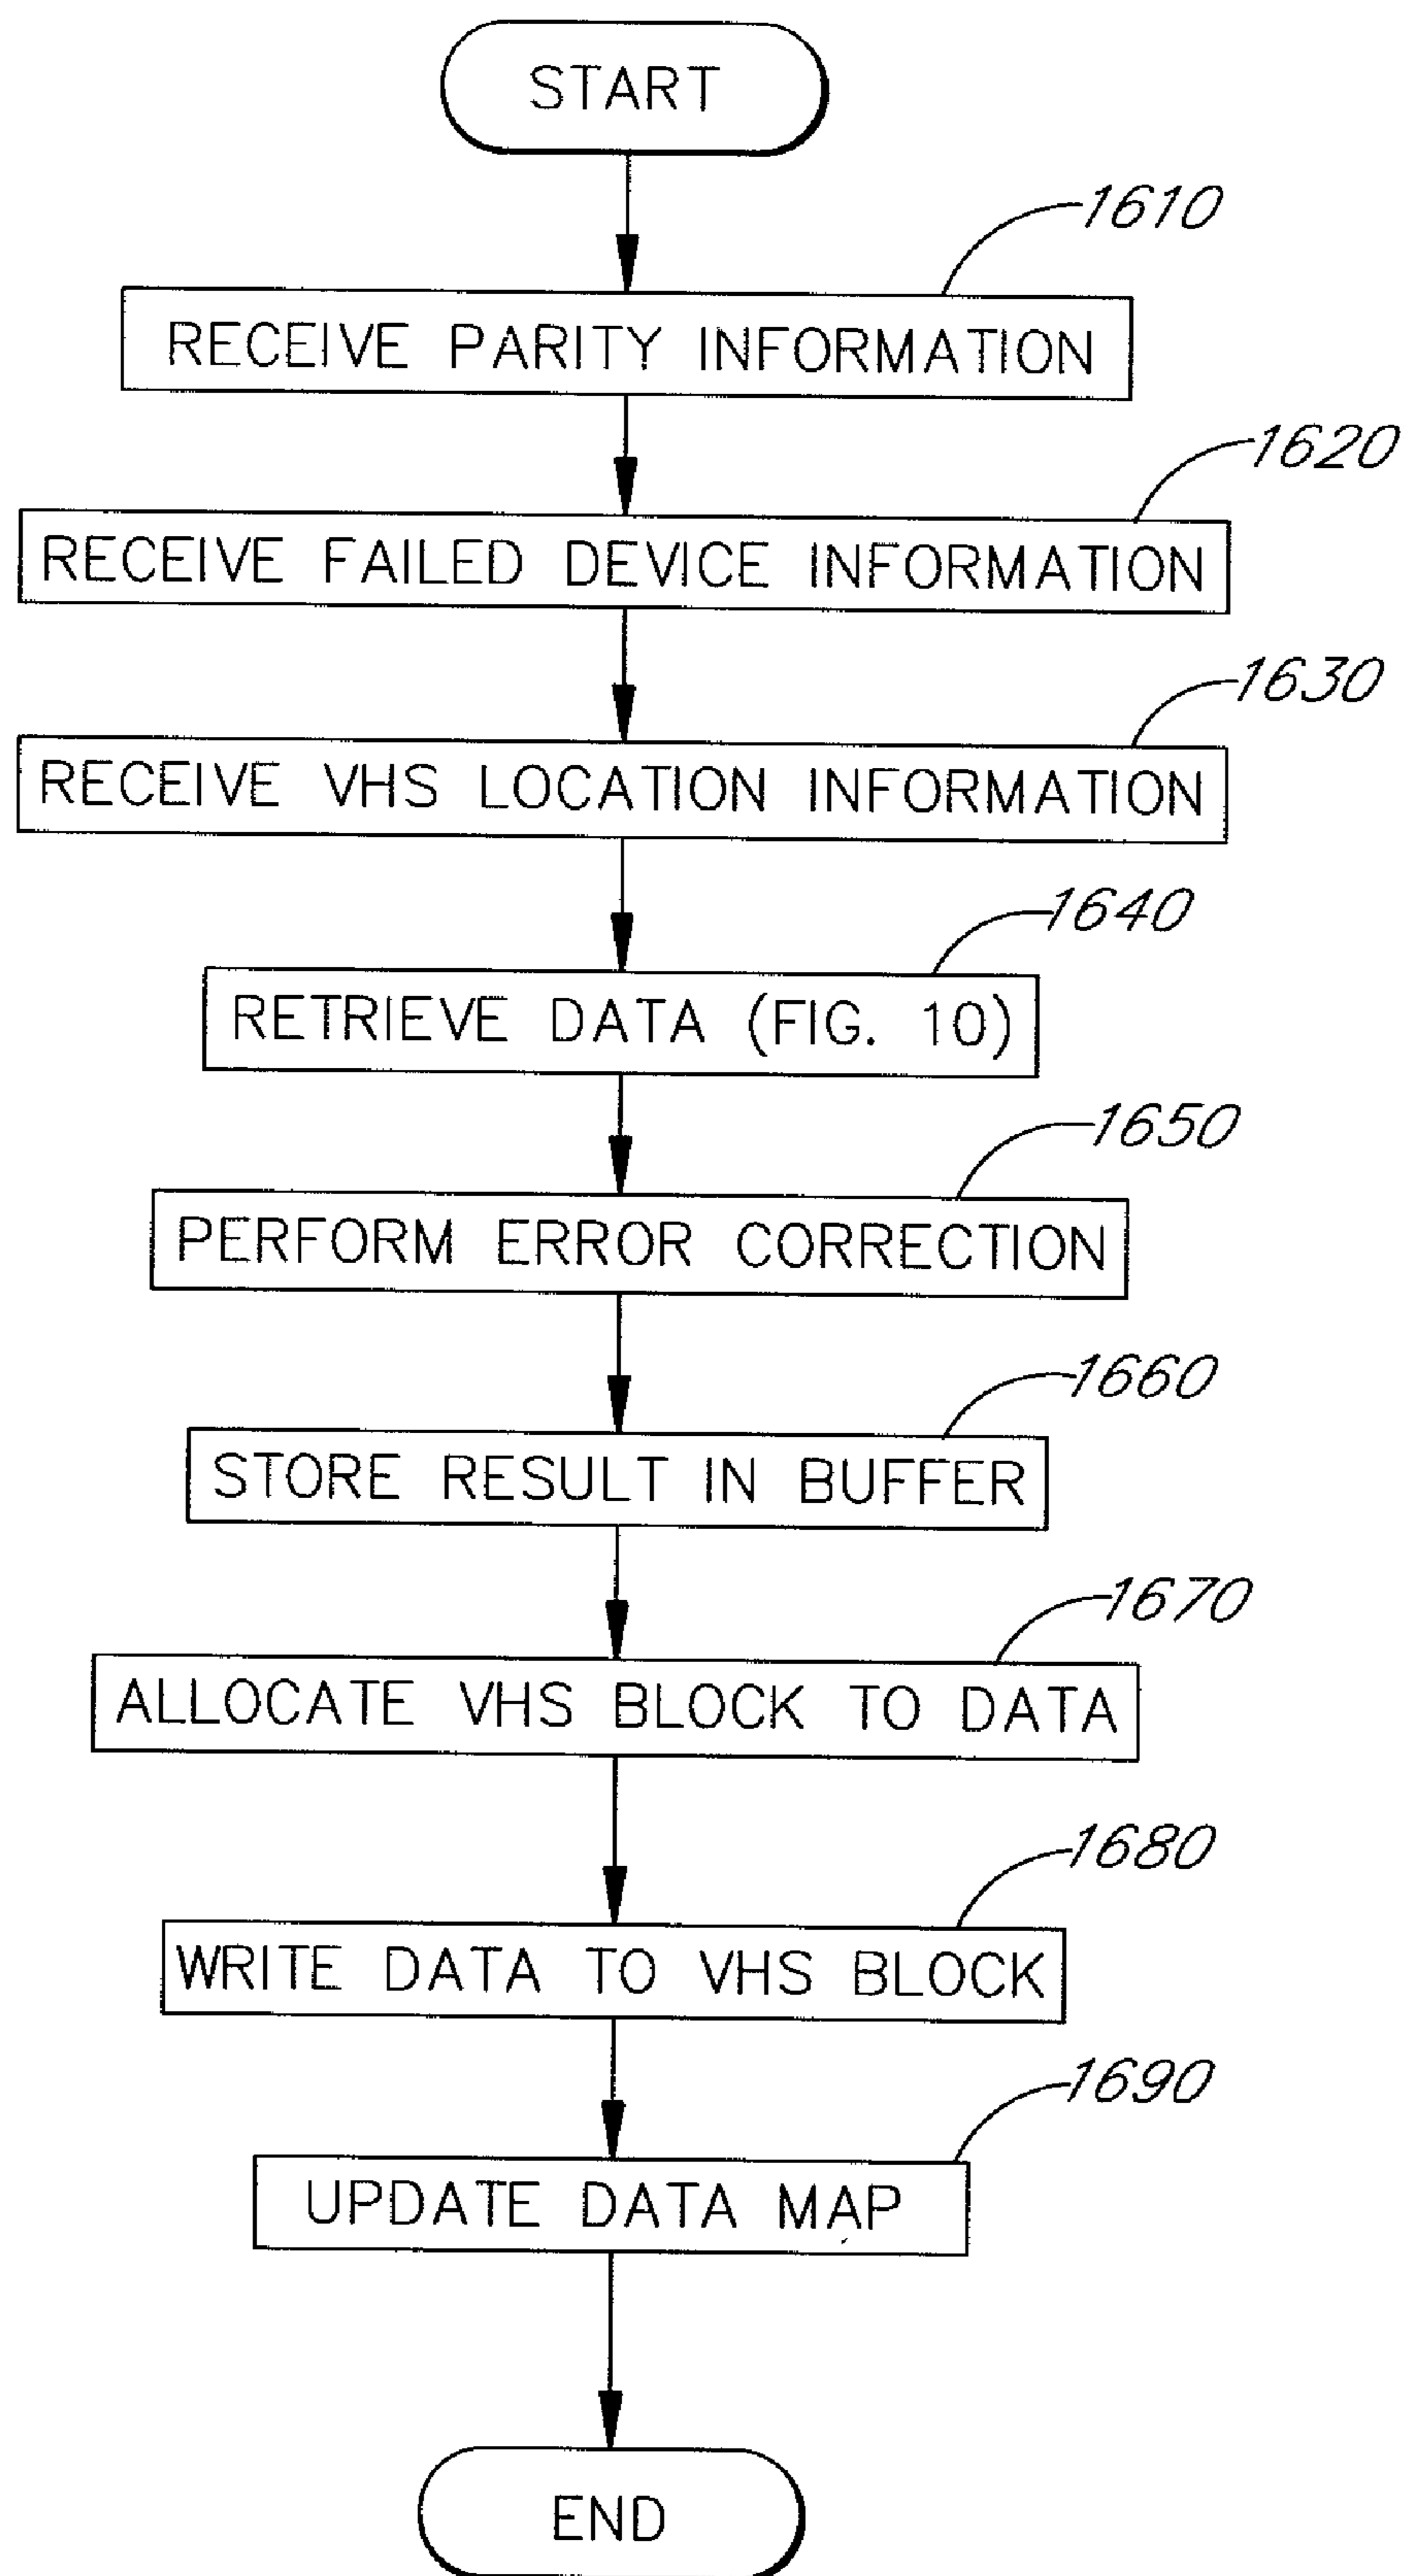 START
1610
RECEIVE PARITY INFORMATION
1620
RECEIVE FAILED DEVICE INFORMATION
1630
RECEIVE VHS LOCATION INFORMATION
1640
RETRIEVE DATA (FIG. 10)
1650
PERFORM ERROR CORRECTION
1660
STORE RESULT IN BUFFER
1670
ALLOCATE VHS BLOCK TO DATA
1680
WRITE DATA TO VHS BLOCK
1690
UPDATE DATA MAP
END